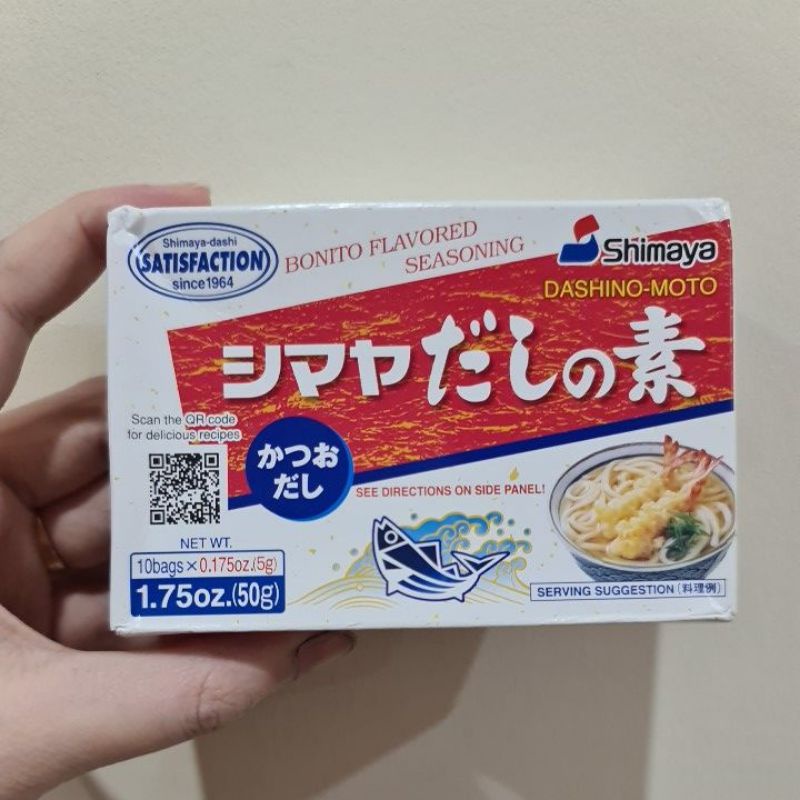 Shimaya-dashi
SATISFACTION
since1964
BONITO FLAVORED
SEASONING
Shimaya
DASHINO-MOTO
シマヤだしの素
Scan the QR code
for delicious recipes
かつお
だし
SEE DIRECTIONS ON SIDE PANEL!
NET WT.
10bags×0.175oz.(5g)
1.75oz.(50g)
SERVING SUGGESTION (料理例)